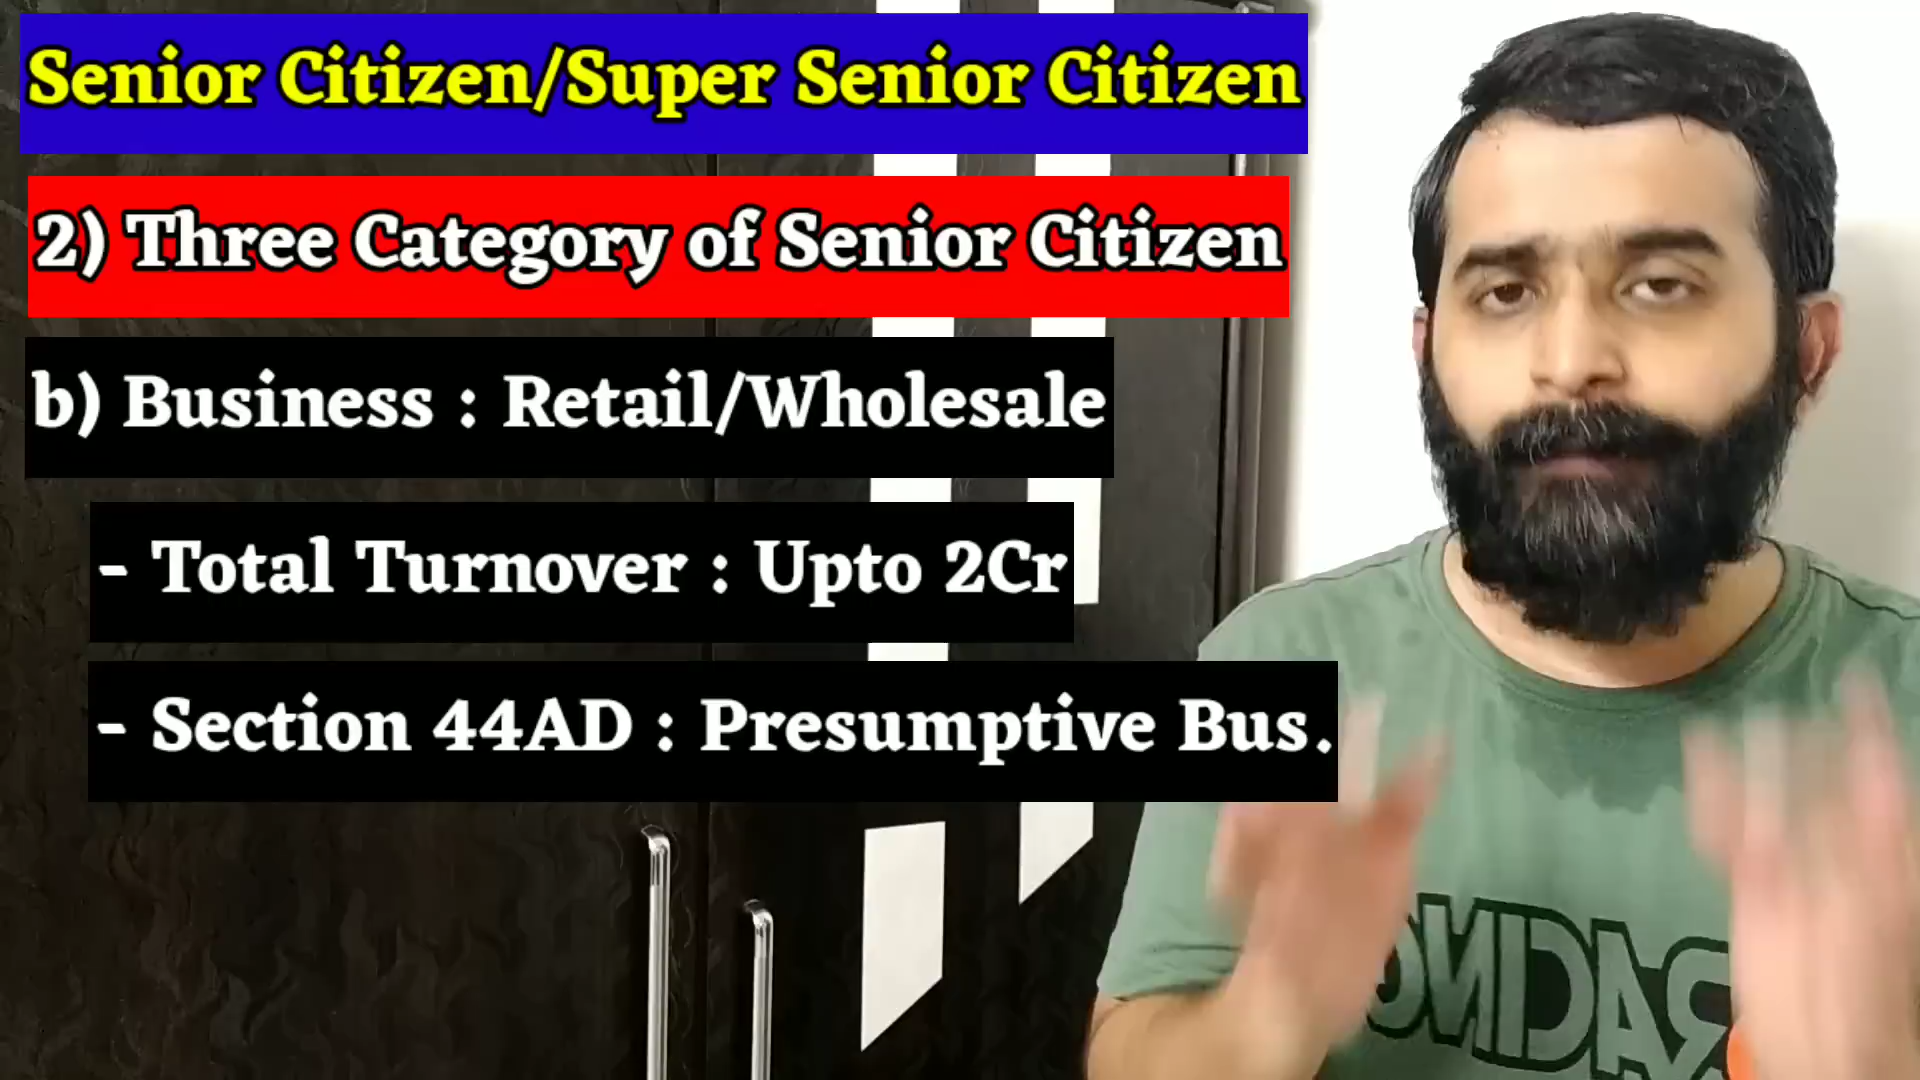 Senior Citizen/Super Senior Citizen
2) Three Category of Senior Citizen
b) Business : Retail/Wholesale
- Total Turnover : Upto 2Cr
- Section 44AD : Presumptive Bus.